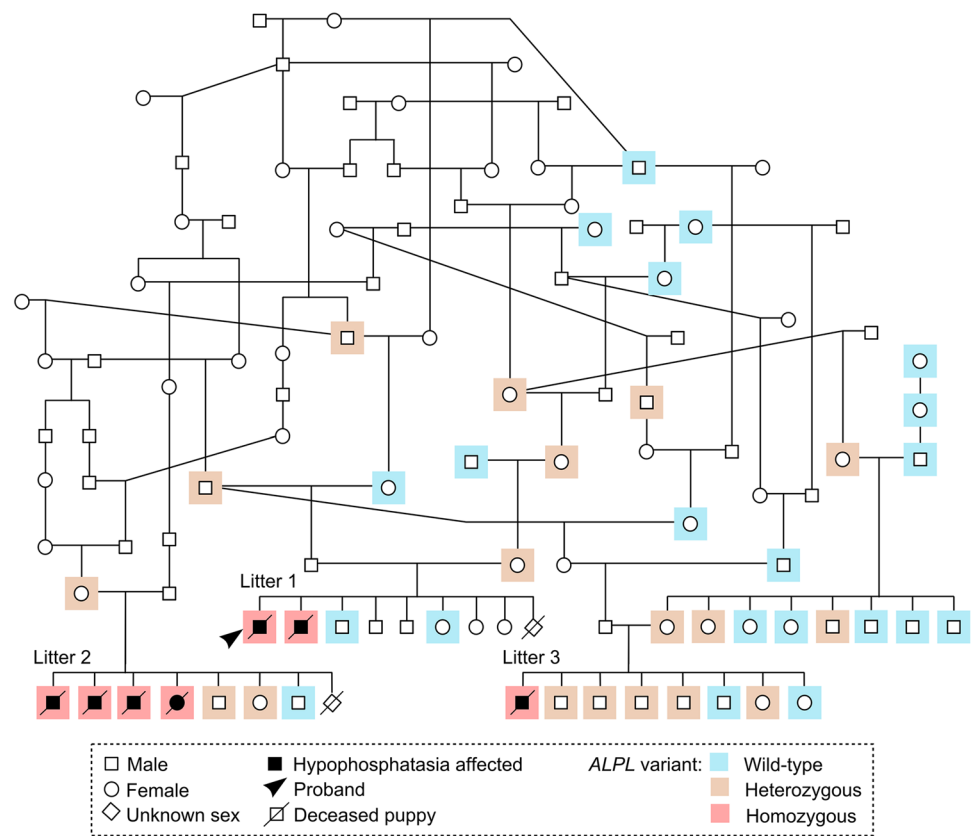 Litter 1
Litter 2
Litter 3
Male
Hypophosphatasia affected
ALPL variant:
Wild-type
Female
Proband
Heterozygous
Unknown sex
Deceased puppy
Homozygous